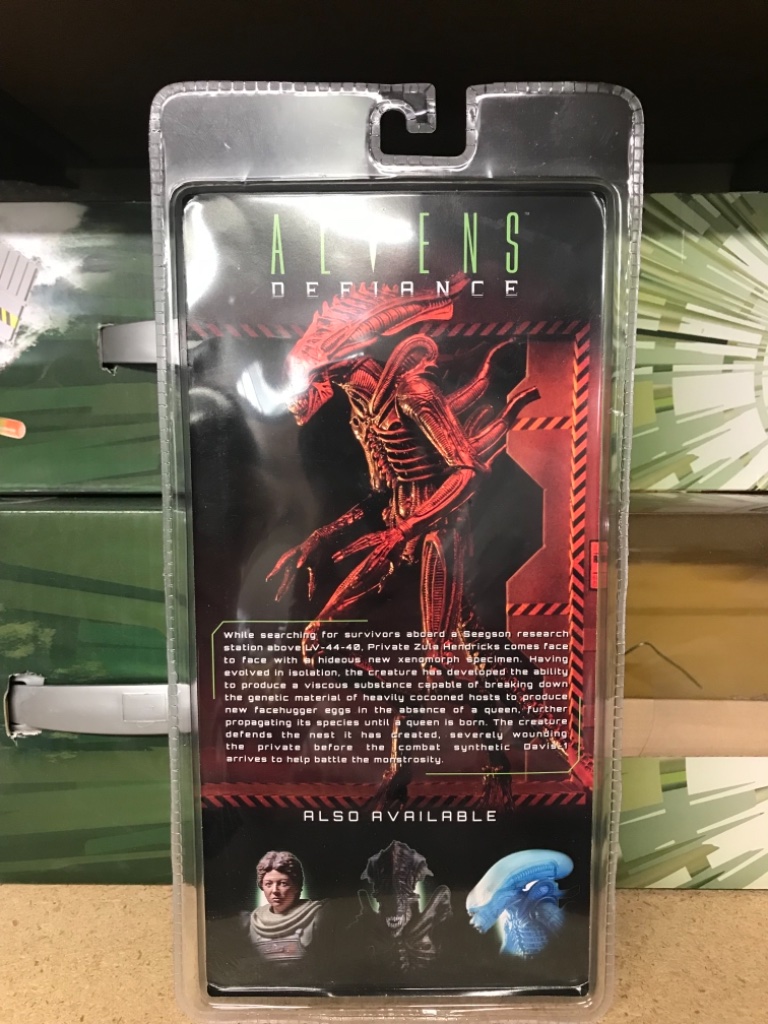 ALIENS™
DEFIANCE
While searching for survivors aboard a Seegson research
station above LV-44-40, Private Zula Hendricks comes face
to face with a hideous new xenomorph specimen. Having
evolved in isolation, the creature has developed the ability
to produce a viscous substance capable of breaking down
the genetic material of heavily cocooned hosts to produce
new facehugger eggs in the absence of a queen, further
propagating its species until a queen is born. The creature
defends the nest it has created, severely wounding
the private before the combat synthetic Davis-1
arrives to help battle the monstrosity.
ALSO AVAILABLE